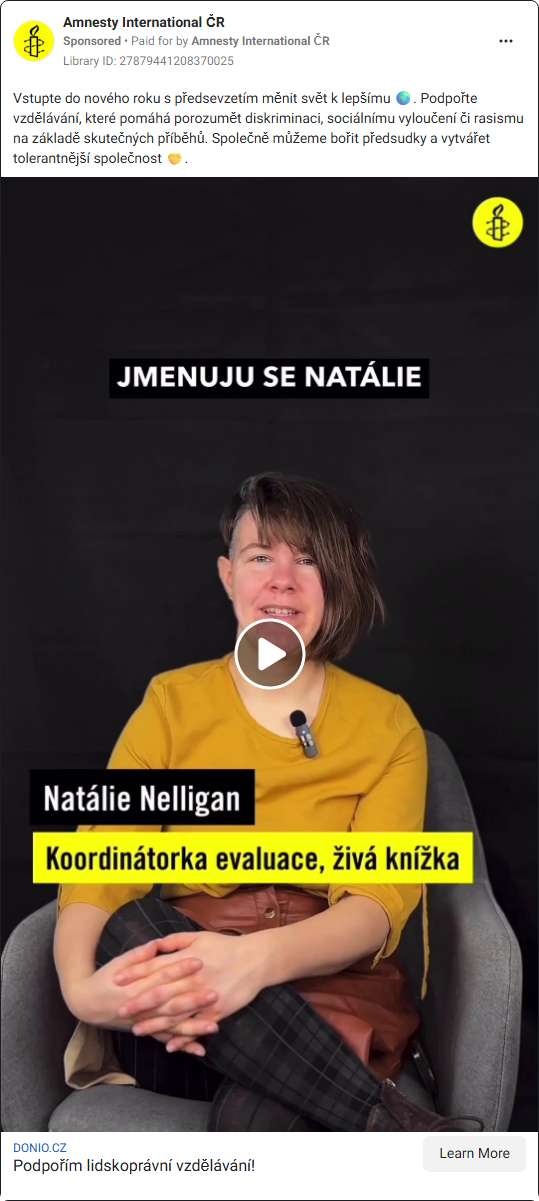 Amnesty International ČR
Sponsored • Paid for by Amnesty International ČR
Library ID: 27879441208370025
Vstupte do nového roku s předsevzetím měnit svět k lepšímu 🌍 . Podpořte
vzdělávání, které pomáhá porozumět diskriminaci, sociálnímu vyloučení či rasismu
na základě skutečných příběhů. Společně můžeme bořit předsudky a vytvářet
tolerantnější společnost 🤝 .
JMENUJU SE NATÁLIE
Natálie Nelligan
Koordinátorka evaluace, živá knížka
DONIO.CZ
Podpořím lidskoprávní vzdělávání!
Learn More